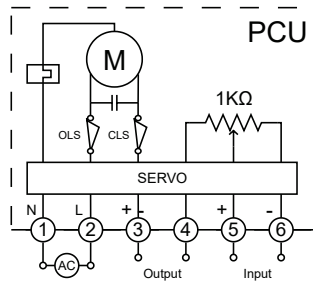 PCU
M
1KΩ
OLS CLS
SERVO
N L + - + -
1 2 3 4 5 6
AC Output Input